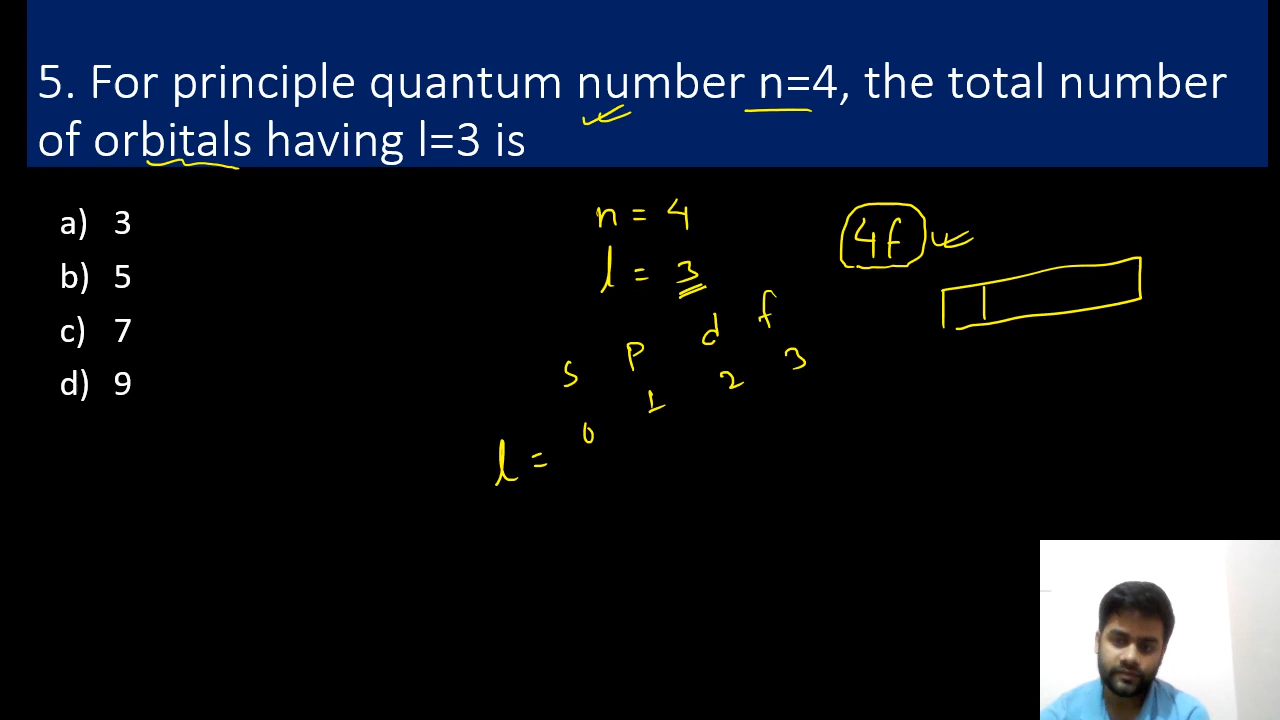 5. For principle quantum number n=4, the total number
of orbitals having l=3 is
a) 3
b) 5
c) 7
d) 9
n = 4
l = 3
4f
s p d f
l = 0 1 2 3